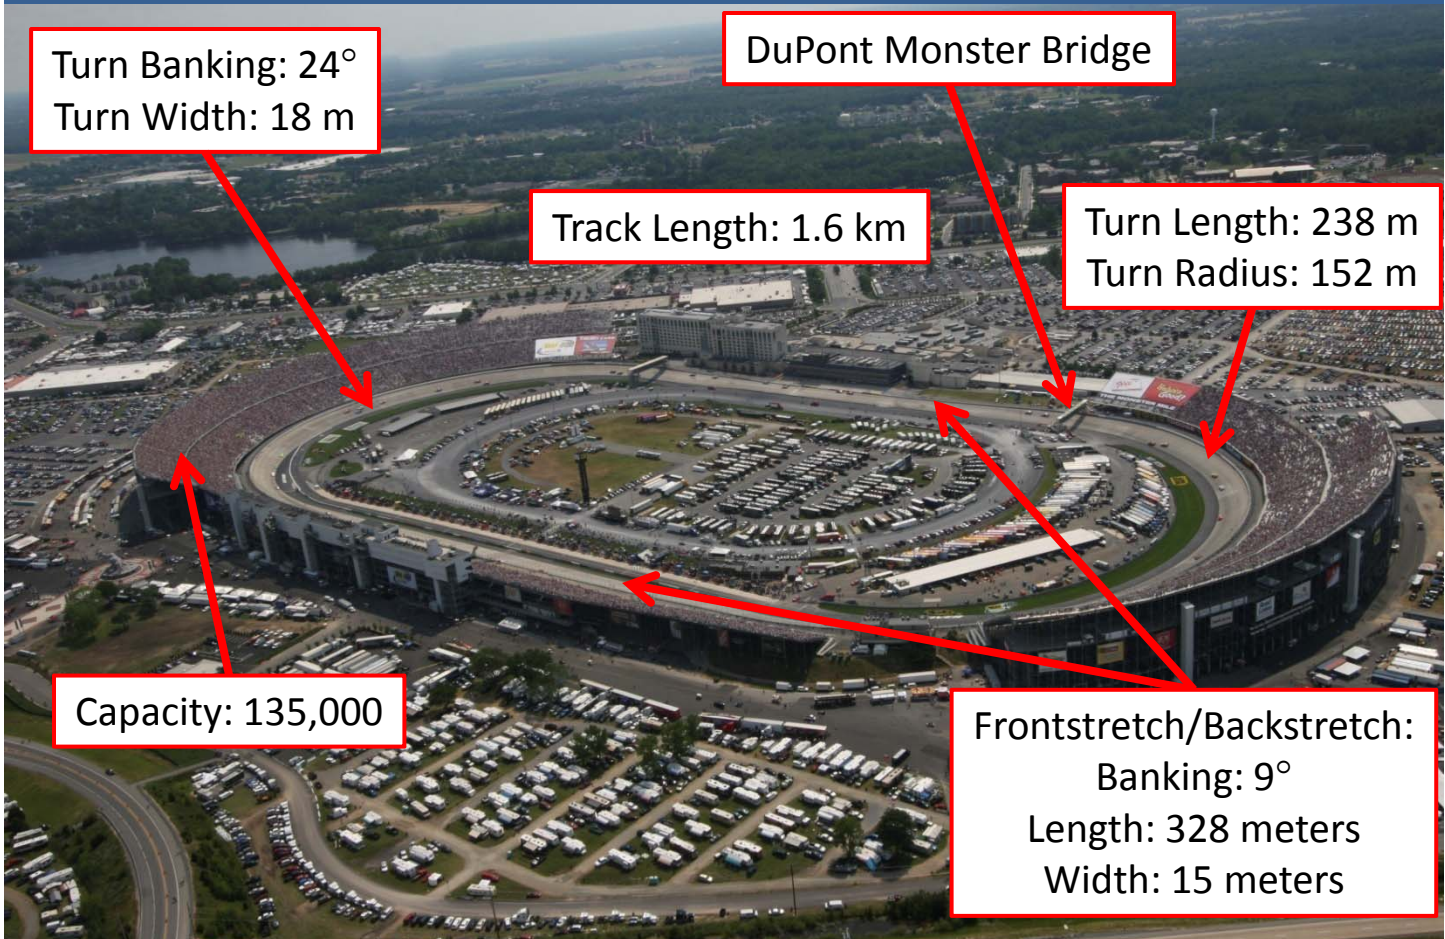 Turn Banking: 24°
Turn Width: 18 m
DuPont Monster Bridge
Track Length: 1.6 km
Turn Length: 238 m
Turn Radius: 152 m
Capacity: 135,000
Frontstretch/Backstretch:
Banking: 9°
Length: 328 meters
Width: 15 meters